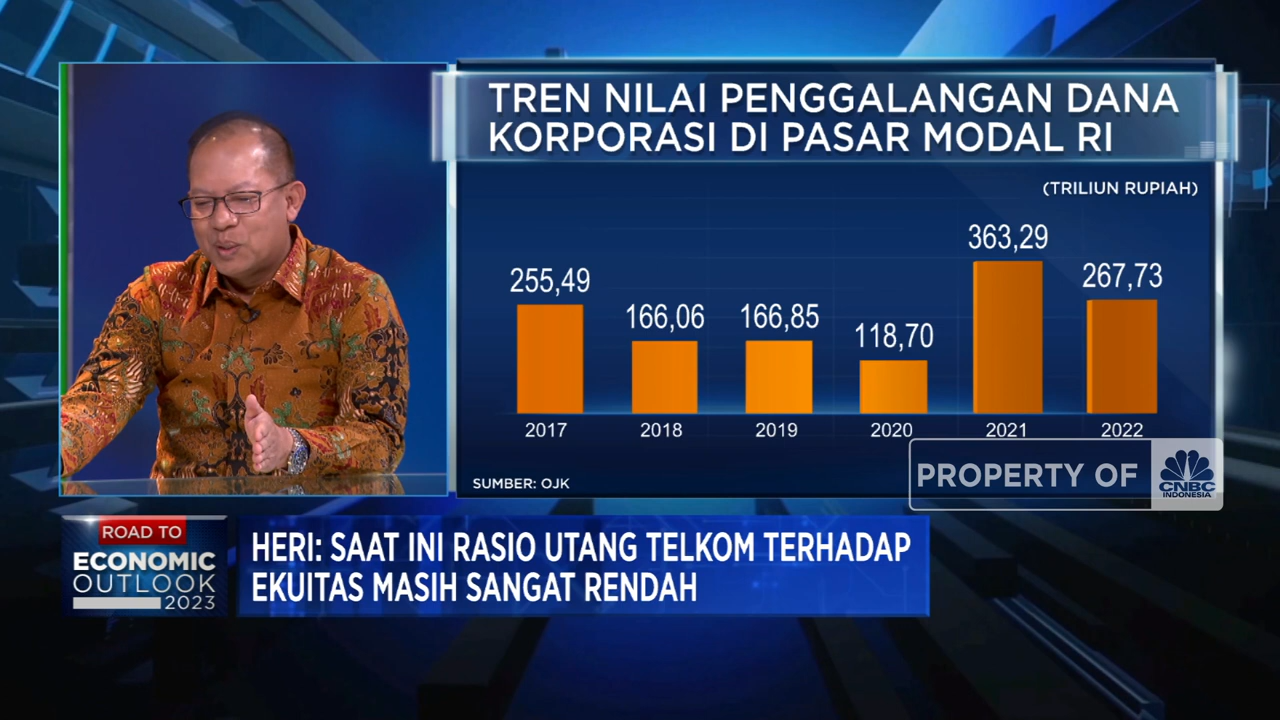 TREN NILAI PENGGALANGAN DANA
KORPORASI DI PASAR MODAL RI
(TRILIUN RUPIAH)
255,49
166,06
166,85
118,70
363,29
267,73
2017
2018
2019
2020
2021
2022
SUMBER: OJK
PROPERTY OF
CNBC
INDONESIA
ROAD TO
ECONOMIC
OUTLOOK
2023
HERI: SAAT INI RASIO UTANG TELKOM TERHADAP
EKUITAS MASIH SANGAT RENDAH